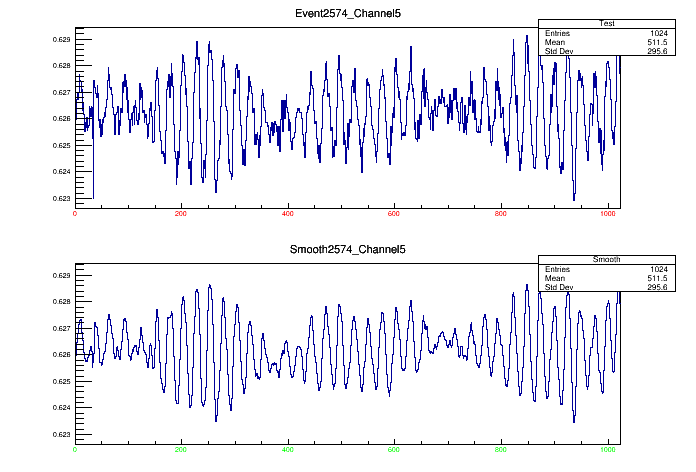 Event2574_Channel5
Test
Entries 1024
Mean 511.5
Std Dev 295.6
0.629
0.628
0.627
0.626
0.625
0.624
0.623
0 200 400 600 800 1000
Smooth2574_Channel5
Smooth
Entries 1024
Mean 511.5
Std Dev 295.6
0.629
0.628
0.627
0.626
0.625
0.624
0.623
0 200 400 600 800 1000